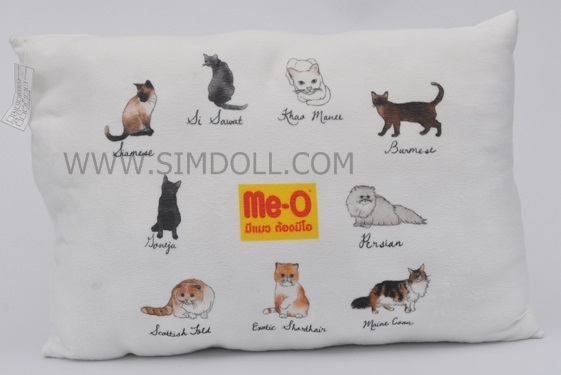 Si Sawat
Khao Manee
Siamese
Burmese
WWW.SIMDOLL.COM
Me-O
มีแมว ต้องมีโอ
Goneja
Persian
Scottish Fold
Exotic Shorthair
Maine Coon